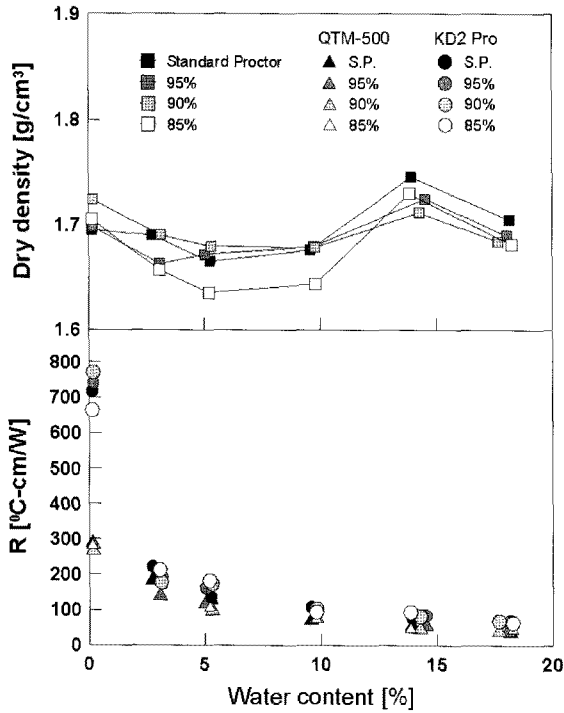 1.9
1.8
1.7
1.6
Dry density [g/cm³]
QTM-500 KD2 Pro
Standard Proctor S.P. S.P.
95% 95% 95%
90% 90% 90%
85% 85% 85%
800
700
600
500
400
300
200
100
0
R [⁰C-cm/W]
0 5 10 15 20
Water content [%]